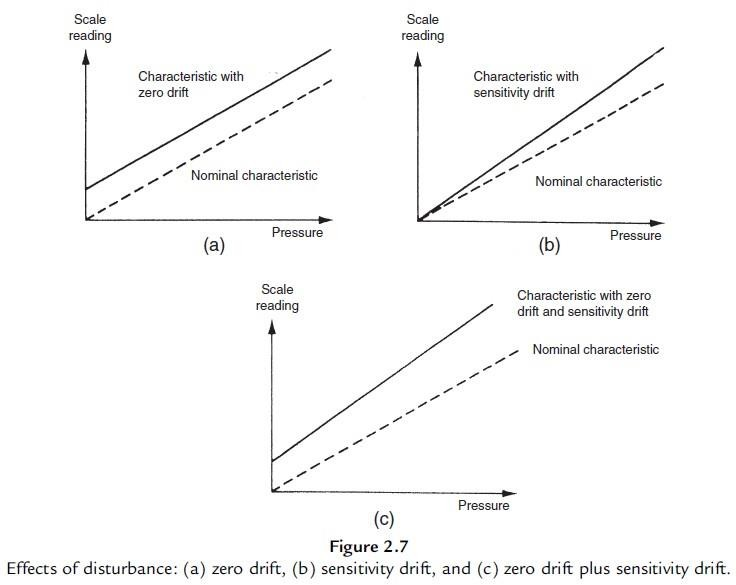 Scale
reading
Characteristic with
zero drift
Nominal characteristic
Pressure
(a)
Scale
reading
Characteristic with
sensitivity drift
Nominal characteristic
Pressure
(b)
Scale
reading
Characteristic with zero
drift and sensitivity drift
Nominal characteristic
Pressure
(c)
Figure 2.7
Effects of disturbance: (a) zero drift, (b) sensitivity drift, and (c) zero drift plus sensitivity drift.